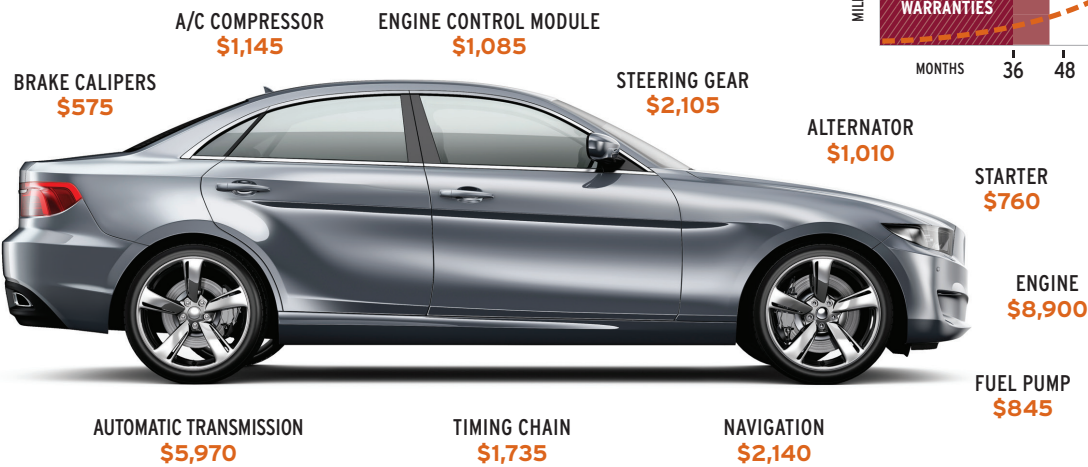 A/C COMPRESSOR
$1,145
ENGINE CONTROL MODULE
$1,085
WARRANTIES
MONTHS 36 48
BRAKE CALIPERS
$575
STEERING GEAR
$2,105
ALTERNATOR
$1,010
STARTER
$760
ENGINE
$8,900
FUEL PUMP
$845
AUTOMATIC TRANSMISSION
$5,970
TIMING CHAIN
$1,735
NAVIGATION
$2,140